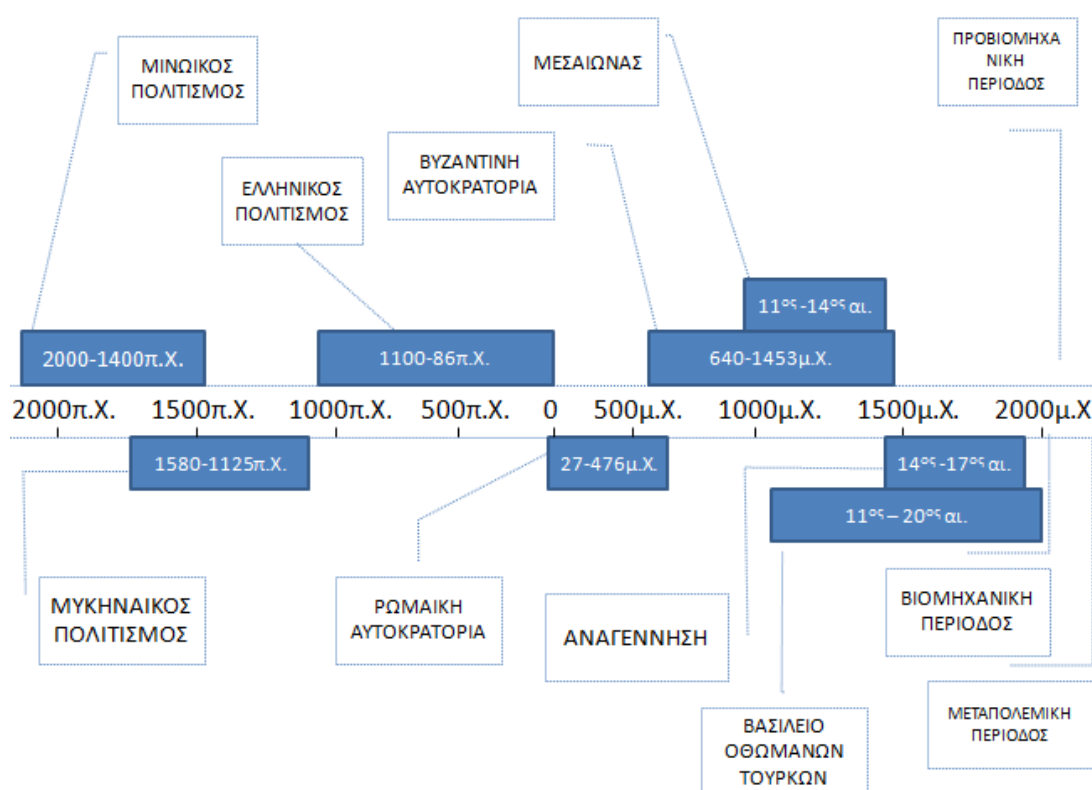 ΜΙΝΩΙΚΟΣ
ΠΟΛΙΤΙΣΜΟΣ
ΜΕΣΑΙΩΝΑΣ
ΠΡΟΒΙΟΜΗΧΑ
ΝΙΚΗ
ΠΕΡΙΟΔΟΣ
ΕΛΛΗΝΙΚΟΣ
ΠΟΛΙΤΙΣΜΟΣ
ΒΥΖΑΝΤΙΝΗ
ΑΥΤΟΚΡΑΤΟΡΙΑ
11ος -14ος αι.
2000-1400π.Χ.
1100-86π.Χ.
640-1453μ.Χ.
2000π.Χ. 1500π.Χ. 1000π.Χ. 500π.Χ. 0 500μ.Χ. 1000μ.Χ. 1500μ.Χ. 2000μ.Χ
1580-1125π.Χ.
27-476μ.Χ.
14ος -17ος αι.
11ος – 20ος αι.
ΜΥΚΗΝΑΙΚΟΣ
ΠΟΛΙΤΙΣΜΟΣ
ΡΩΜΑΙΚΗ
ΑΥΤΟΚΡΑΤΟΡΙΑ
ΑΝΑΓΕΝΝΗΣΗ
ΒΙΟΜΗΧΑΝΙΚΗ
ΠΕΡΙΟΔΟΣ
ΒΑΣΙΛΕΙΟ
ΟΘΩΜΑΝΩΝ
ΤΟΥΡΚΩΝ
ΜΕΤΑΠΟΛΕΜΙΚΗ
ΠΕΡΙΟΔΟΣ